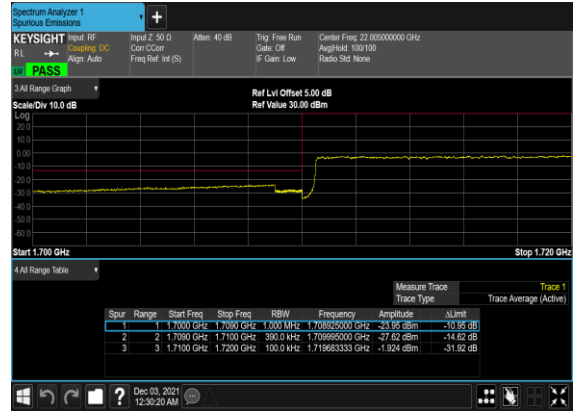 Spectrum Analyzer 1
Spurious Emissions
KEYSIGHT Input: RF Input Z: 50 Ω Atten: 40 dB Trig: Free Run Center Freq: 22.005000000 GHz
RL Coupling: DC Corr CCorr Gate: Off Avg|Hold: 100/100
Align: Auto Freq Ref: Int (S) IF Gain: Low Radio Std: None
PASS
3 All Range Graph Ref Lvl Offset 5.00 dB
Scale/Div 10.0 dB Ref Value 30.00 dBm
Log
20.0
10.0
0.00
-10.0
-20.0
-30.0
-40.0
-50.0
-60.0
Start 1.700 GHz Stop 1.720 GHz
4 All Range Table
Measure Trace Trace 1
Trace Type Trace Average (Active)
Spur Range Start Freq Stop Freq RBW Frequency Amplitude ΔLimit
1 1 1.7000 GHz 1.7090 GHz 1.000 MHz 1.708925000 GHz -23.95 dBm -10.95 dB
2 2 1.7090 GHz 1.7100 GHz 390.0 kHz 1.709995000 GHz -27.62 dBm -14.62 dB
3 3 1.7100 GHz 1.7200 GHz 100.0 kHz 1.719683333 GHz -1.924 dBm -31.92 dB
? Dec 03, 2021
12:30:20 AM